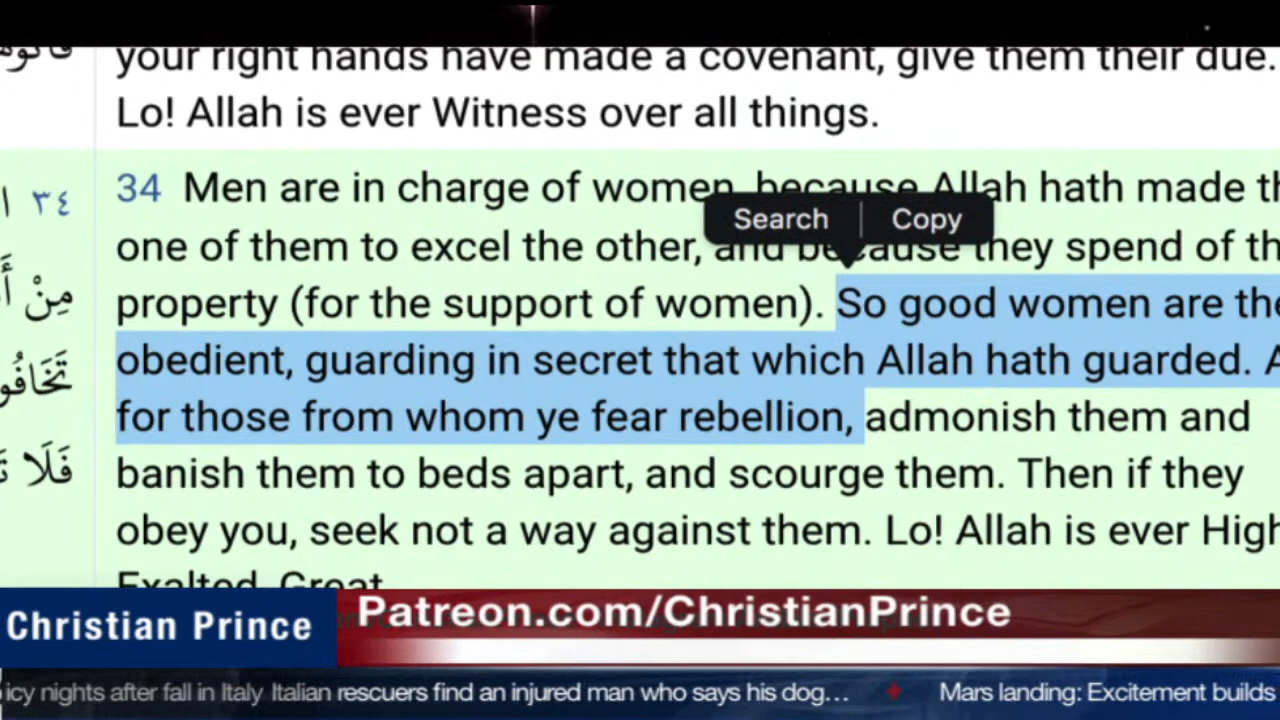 your right hands have made a covenant, give them their due.
Lo! Allah is ever Witness over all things.
٣٤
34 Men are in charge of women, because Allah hath made th
Search Copy
one of them to excel the other, and because they spend of th
مِنْ
property (for the support of women). So good women are the
obedient, guarding in secret that which Allah hath guarded. A
for those from whom ye fear rebellion, admonish them and
banish them to beds apart, and scourge them. Then if they
فَلَا
obey you, seek not a way against them. Lo! Allah is ever High
Exalted, Great.
Christian Prince
Patreon.com/ChristianPrince
icy nights after fall in Italy Italian rescuers find an injured man who says his dog... Mars landing: Excitement builds